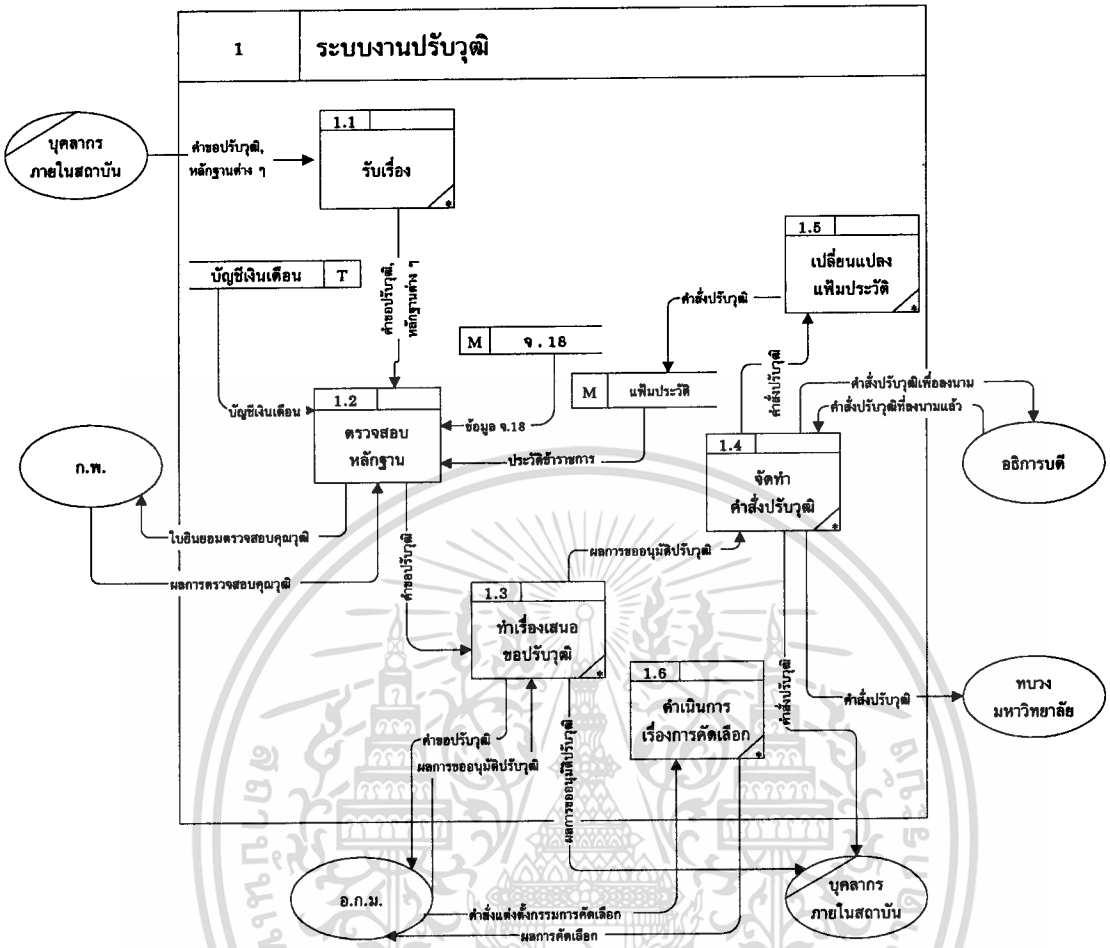 1
ระบบงานปรับวุฒิ
บุคลากร
ภายในสถาบัน
คำขอปรับวุฒิ,
หลักฐานต่าง ๆ
1.1
รับเรื่อง
*
คำขอปรับวุฒิ,
หลักฐานต่าง ๆ
บัญชีเงินเดือน T
M จ . 18
1.5
เปลี่ยนแปลง
แฟ้มประวัติ
*
คำสั่งปรับวุฒิ
M แฟ้มประวัติ
คำสั่งปรับวุฒิ
คำสั่งปรับวุฒิเพื่อลงนาม
คำสั่งปรับวุฒิที่ลงนามแล้ว
อธิการบดี
บัญชีเงินเดือน
1.2
ตรวจสอบ
หลักฐาน
ข้อมูล จ.18
ประวัติข้าราชการ
1.4
จัดทำ
คำสั่งปรับวุฒิ
*
ก.พ.
ใบยินยอมตรวจสอบคุณวุฒิ
ผลการตรวจสอบคุณวุฒิ
คำขอปรับวุฒิ
ผลการขออนุมัติปรับวุฒิ
1.3
ทำเรื่องเสนอ
ขอปรับวุฒิ
*
1.6
ดำเนินการ
เรื่องการคัดเลือก
*
คำสั่งปรับวุฒิ
คำสั่งปรับวุฒิ
ทบวง
มหาวิทยาลัย
คำขอปรับวุฒิ
ผลการขออนุมัติปรับวุฒิ
ผลการขออนุมัติปรับวุฒิ
อ.ก.ม.
คำสั่งแต่งตั้งกรรมการคัดเลือก
ผลการคัดเลือก
บุคลากร
ภายในสถาบัน